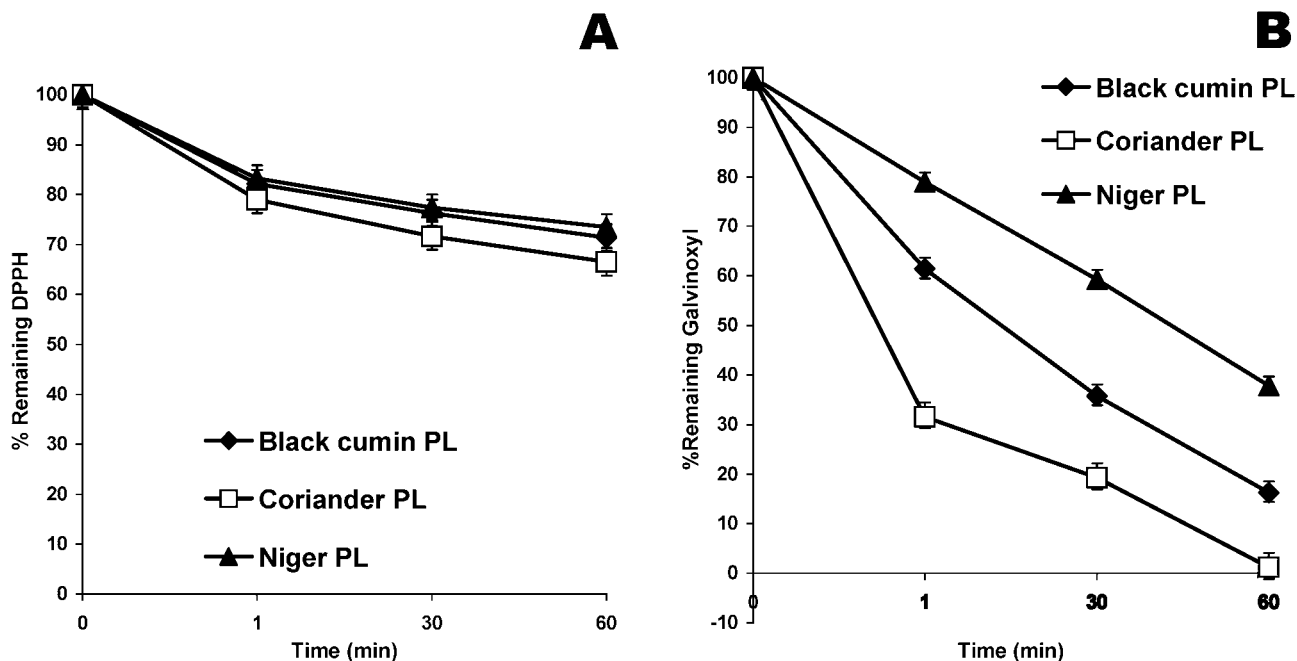 A
% Remaining DPPH
100
90
80
70
60
50
40
30
20
10
0
Black cumin PL
Coriander PL
Niger PL
0 1 30 60
Time (min)
B
%Remaining Galvinoxyl
100
90
80
70
60
50
40
30
20
10
0
-10
Black cumin PL
Coriander PL
Niger PL
0 1 30 60
Time (min)